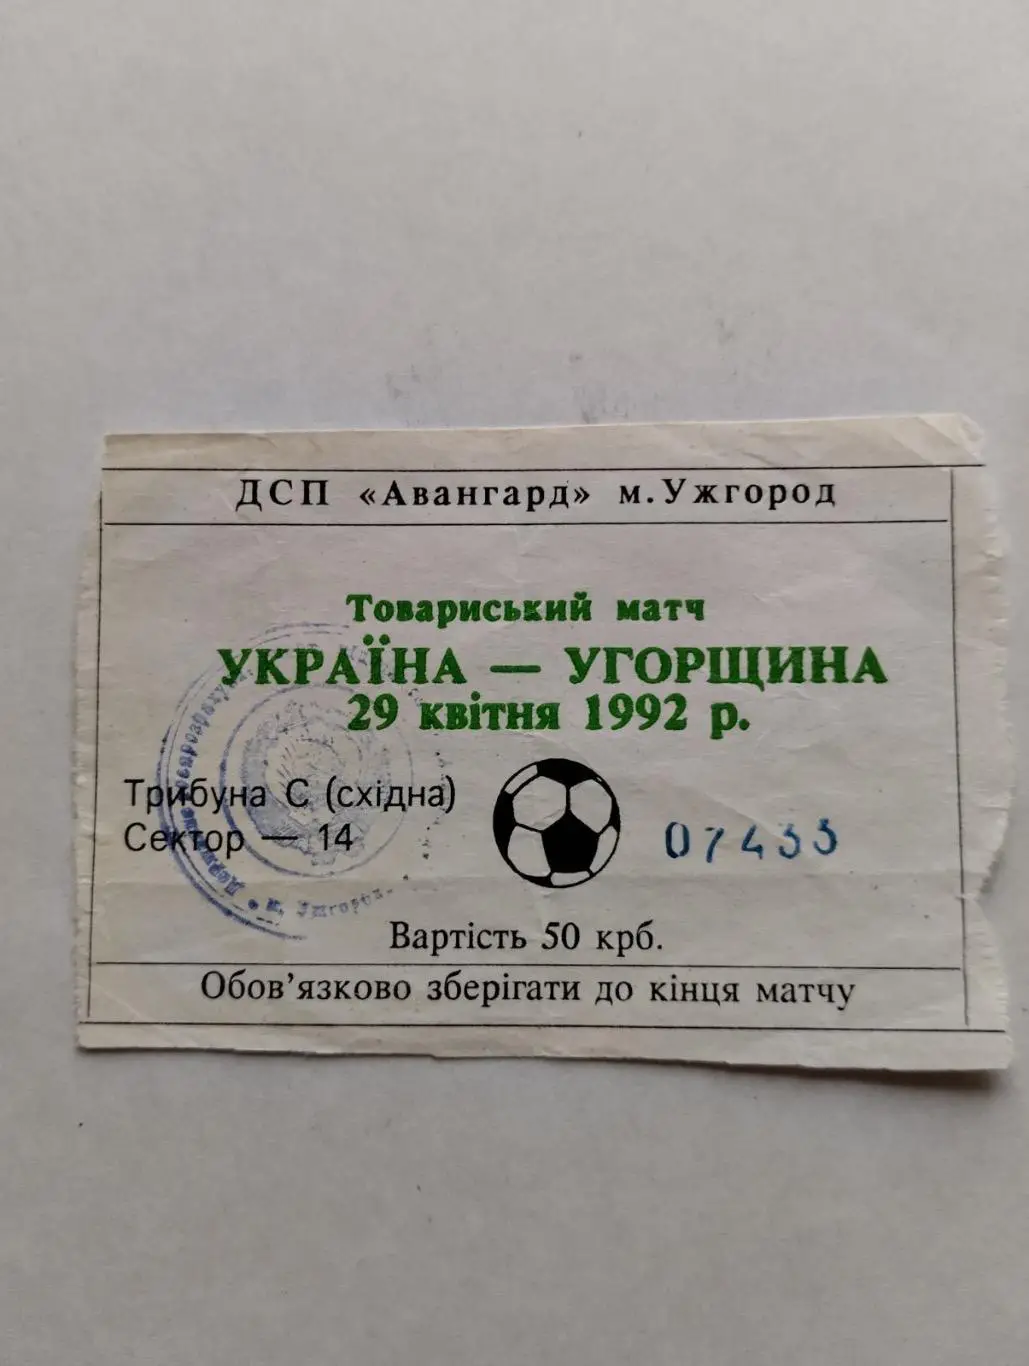 ДСП «Авангард» м. Ужгород
Товариський матч
УКРАЇНА — УГОРЩИНА
29 квітня 1992 р.
Трибуна С (східна)
Сектор — 14
07433
Вартість 50 крб.
Обов’язково зберігати до кінця матчу
м. Ужгород